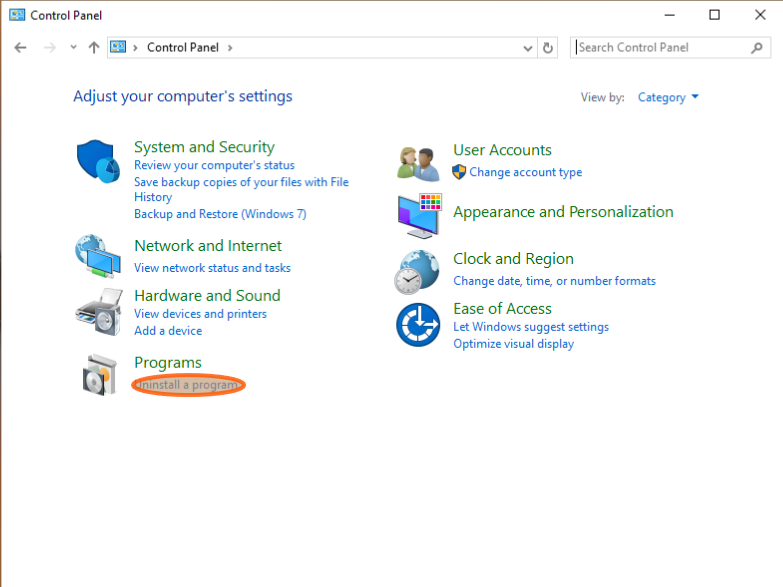 Control Panel
Control Panel
Search Control Panel
Adjust your computer's settings
View by:
Category
System and Security
Review your computer's status
Save backup copies of your files with File
History
Backup and Restore (Windows 7)
Network and Internet
View network status and tasks
Hardware and Sound
View devices and printers
Add a device
Programs
Uninstall a program
User Accounts
Change account type
Appearance and Personalization
Clock and Region
Change date, time, or number formats
Ease of Access
Let Windows suggest settings
Optimize visual display